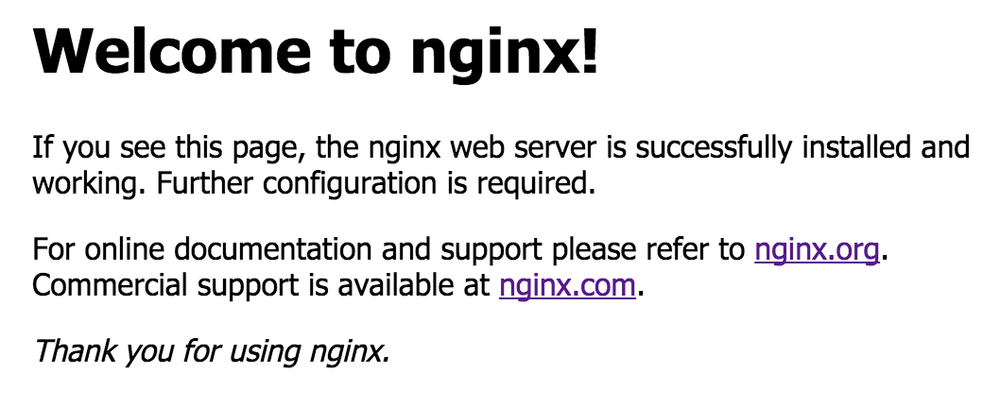 Welcome to nginx!
If you see this page, the nginx web server is successfully installed and
working. Further configuration is required.
For online documentation and support please refer to nginx.org.
Commercial support is available at nginx.com.
Thank you for using nginx.